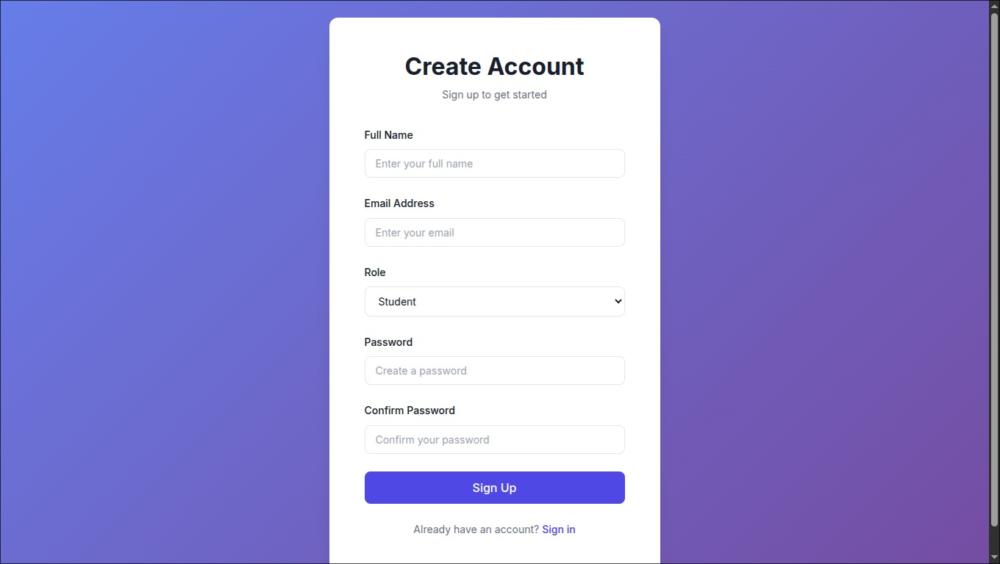 Create Account
Sign up to get started
Full Name
Enter your full name
Email Address
Enter your email
Role
Student
Password
Create a password
Confirm Password
Confirm your password
Sign Up
Already have an account? Sign in